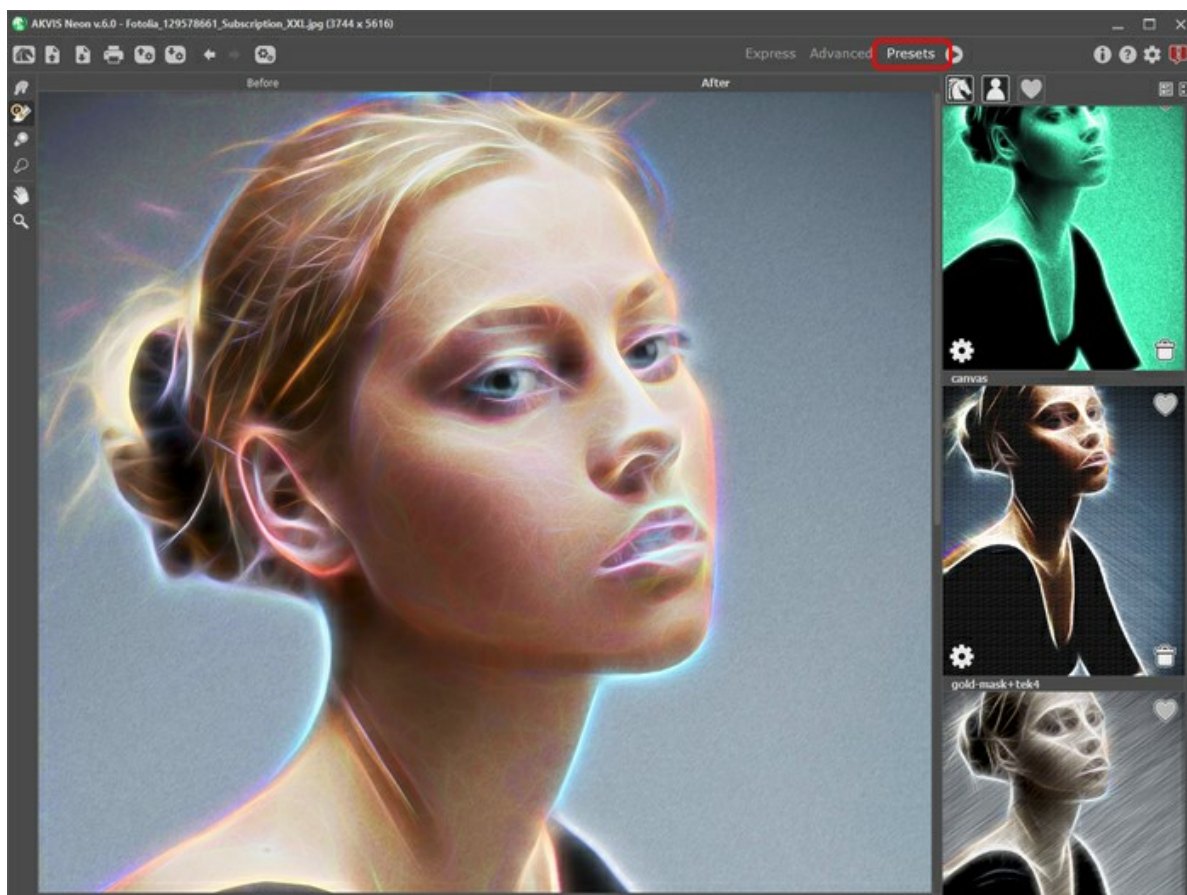 AKVIS Neon v.6.0 - Fotolia_129578661_Subscription_XXL.jpg (3744 x 5616)
Express Advanced Presets
Before After
canvas
gold-mask+tek4